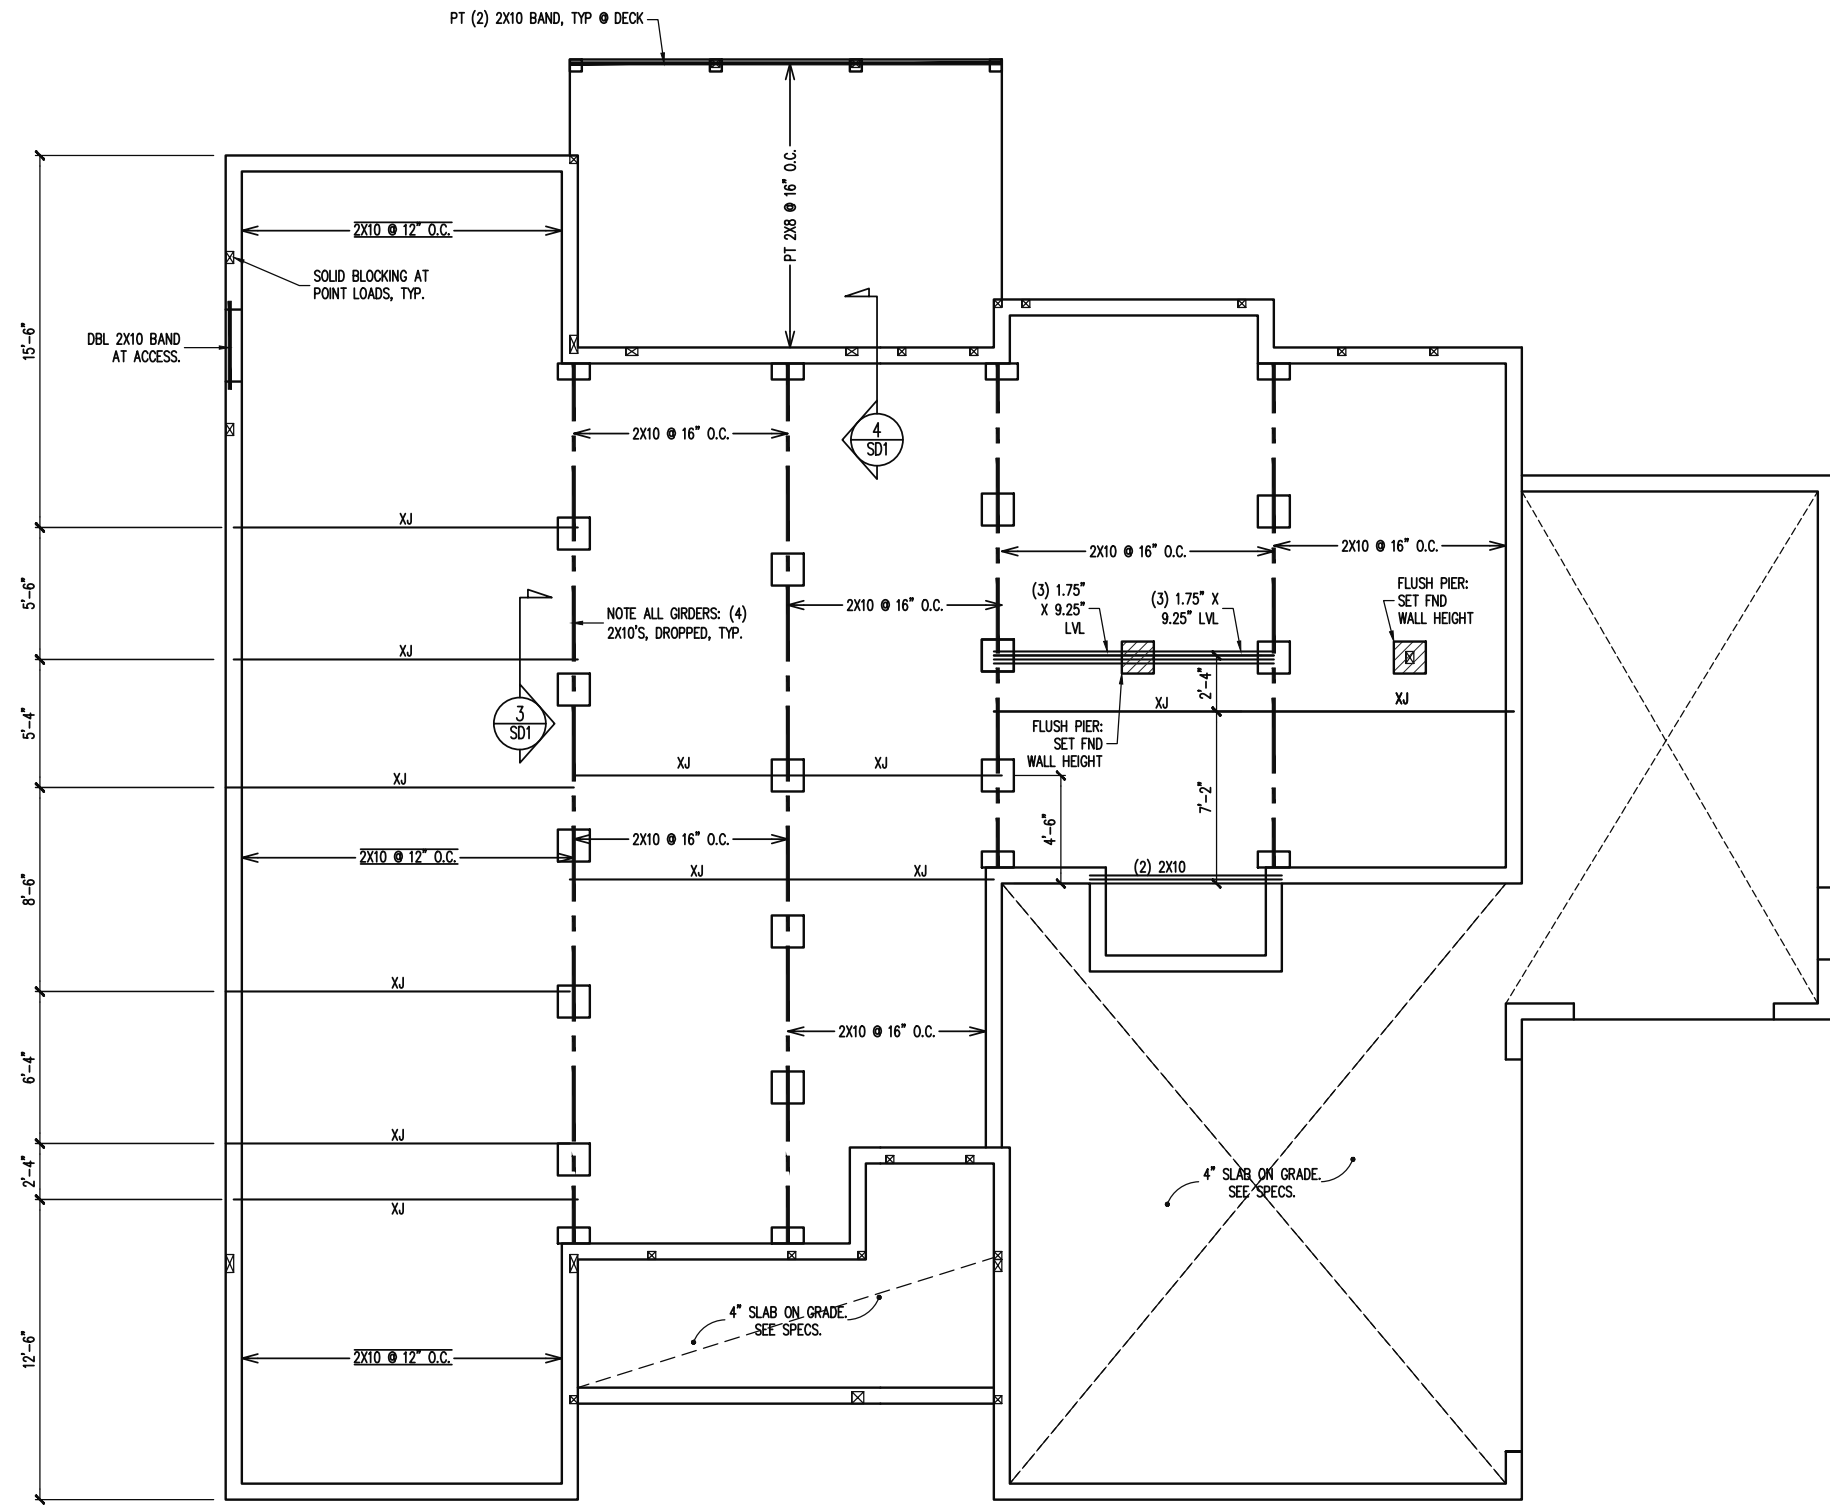 PT (2) 2X10 BAND, TYP @ DECK
PT 2X8 @ 16" O.C.
2X10 @ 12" O.C.
SOLID BLOCKING AT
POINT LOADS, TYP.
DBL 2X10 BAND
AT ACCESS.
15'-6"
2X10 @ 16" O.C.
4
SD1
XJ
2X10 @ 16" O.C.
2X10 @ 16" O.C.
5'-6"
NOTE ALL GIRDERS: (4)
2X10'S, DROPPED, TYP.
2X10 @ 16" O.C.
(3) 1.75"
X 9.25"
LVL
(3) 1.75" X
9.25" LVL
FLUSH PIER:
SET FND
WALL HEIGHT
XJ
2'-4"
XJ
XJ
5'-4"
3
SD1
FLUSH PIER:
SET FND
WALL HEIGHT
XJ
XJ
XJ
7'-2"
4'-6"
2X10 @ 16" O.C.
2X10 @ 12" O.C.
(2) 2X10
XJ
XJ
8'-6"
XJ
2X10 @ 16" O.C.
6'-4"
XJ
2'-4"
XJ
4" SLAB ON GRADE.
SEE SPECS.
4" SLAB ON GRADE.
SEE SPECS.
12'-6"
2X10 @ 12" O.C.